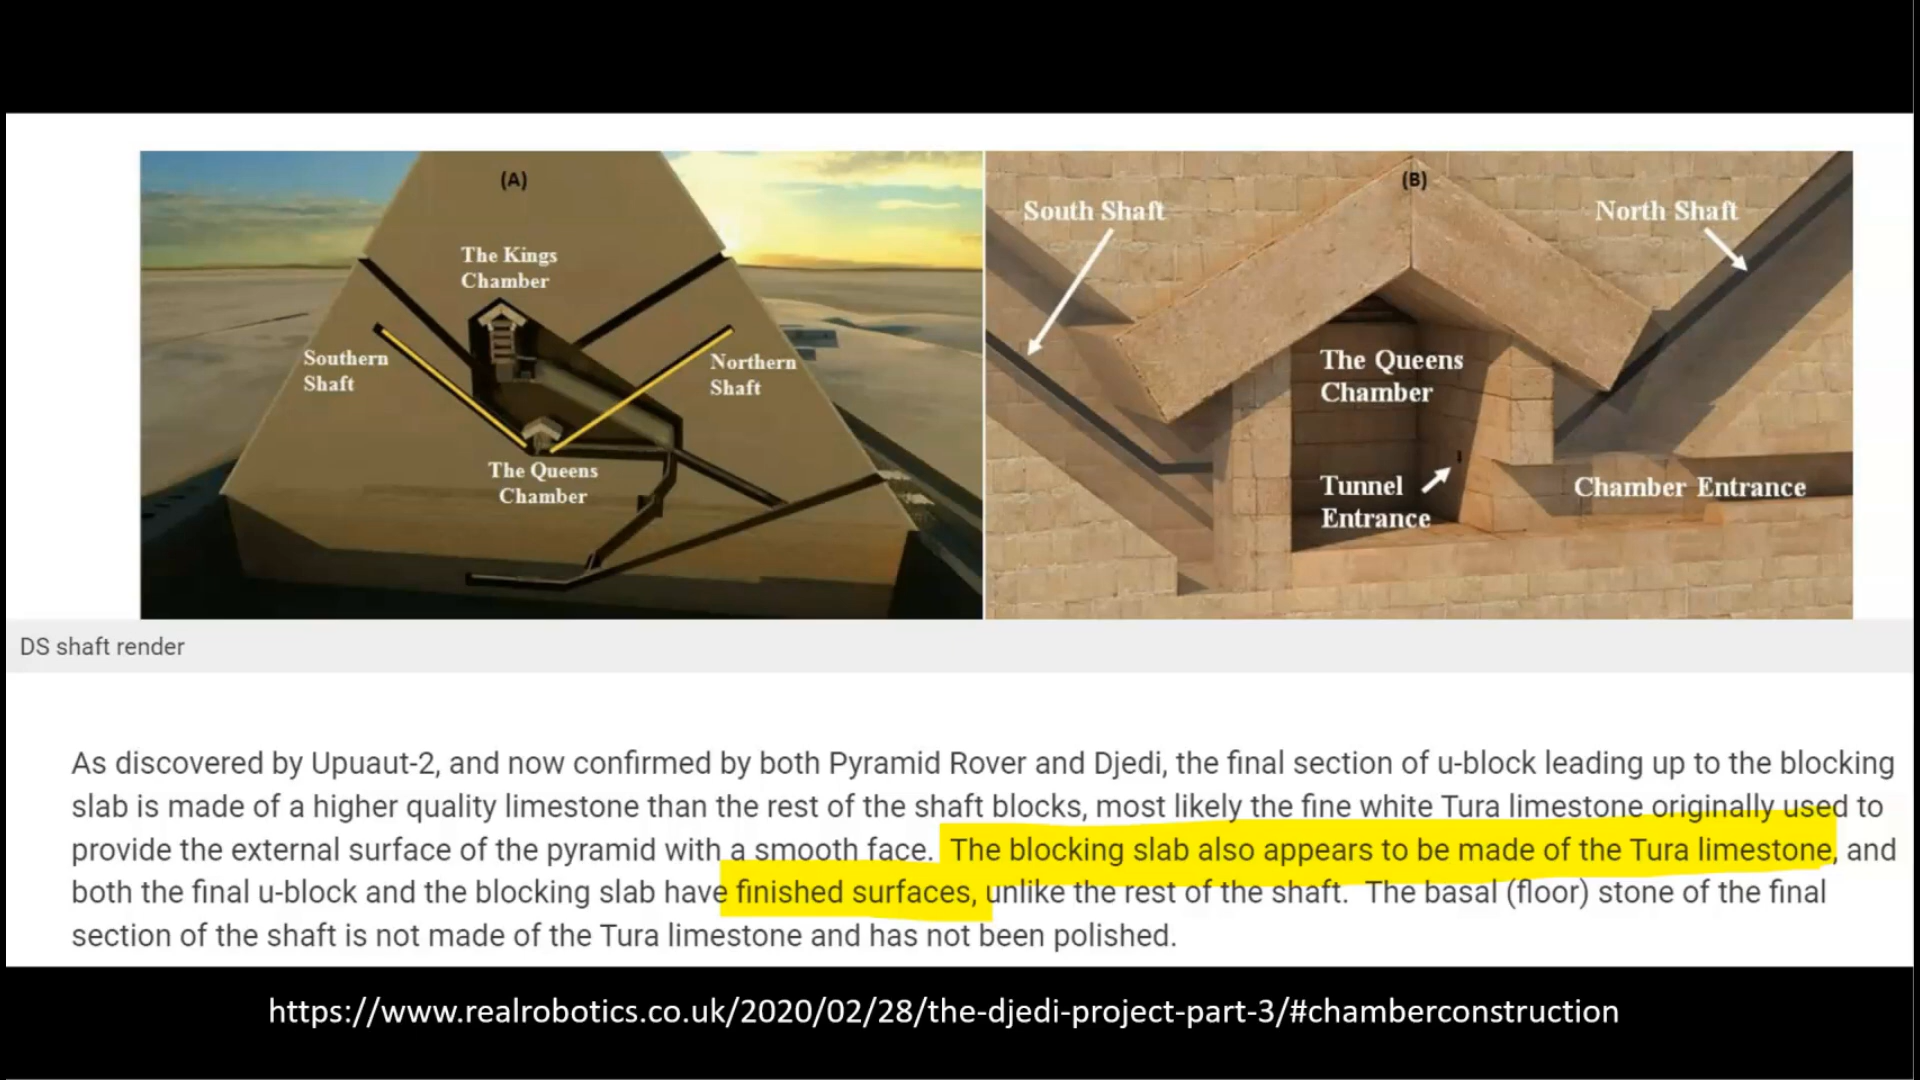 (A)
The Kings
Chamber
Southern
Shaft
Northern
Shaft
The Queens
Chamber
(B)
South Shaft
North Shaft
The Queens
Chamber
Tunnel
Entrance
Chamber Entrance
DS shaft render
As discovered by Upuaut-2, and now confirmed by both Pyramid Rover and Djedi, the final section of u-block leading up to the blocking
slab is made of a higher quality limestone than the rest of the shaft blocks, most likely the fine white Tura limestone originally used to
provide the external surface of the pyramid with a smooth face.  The blocking slab also appears to be made of the Tura limestone, and
both the final u-block and the blocking slab have finished surfaces, unlike the rest of the shaft.  The basal (floor) stone of the final
section of the shaft is not made of the Tura limestone and has not been polished.
https://www.realrobotics.co.uk/2020/02/28/the-djedi-project-part-3/#chamberconstruction